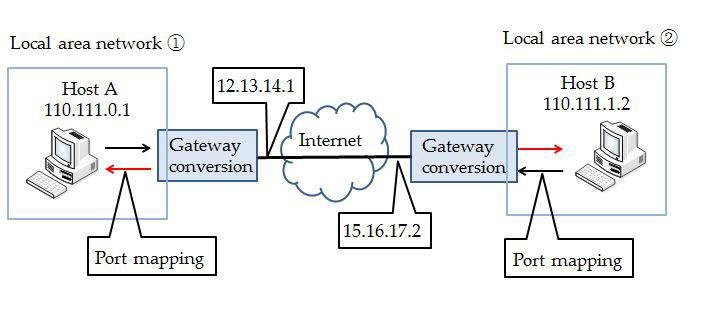 Local area network ①
Local area network ②
Host A
110.111.0.1
12.13.14.1
Host B
110.111.1.2
Gateway
conversion
Internet
Gateway
conversion
15.16.17.2
Port mapping
Port mapping